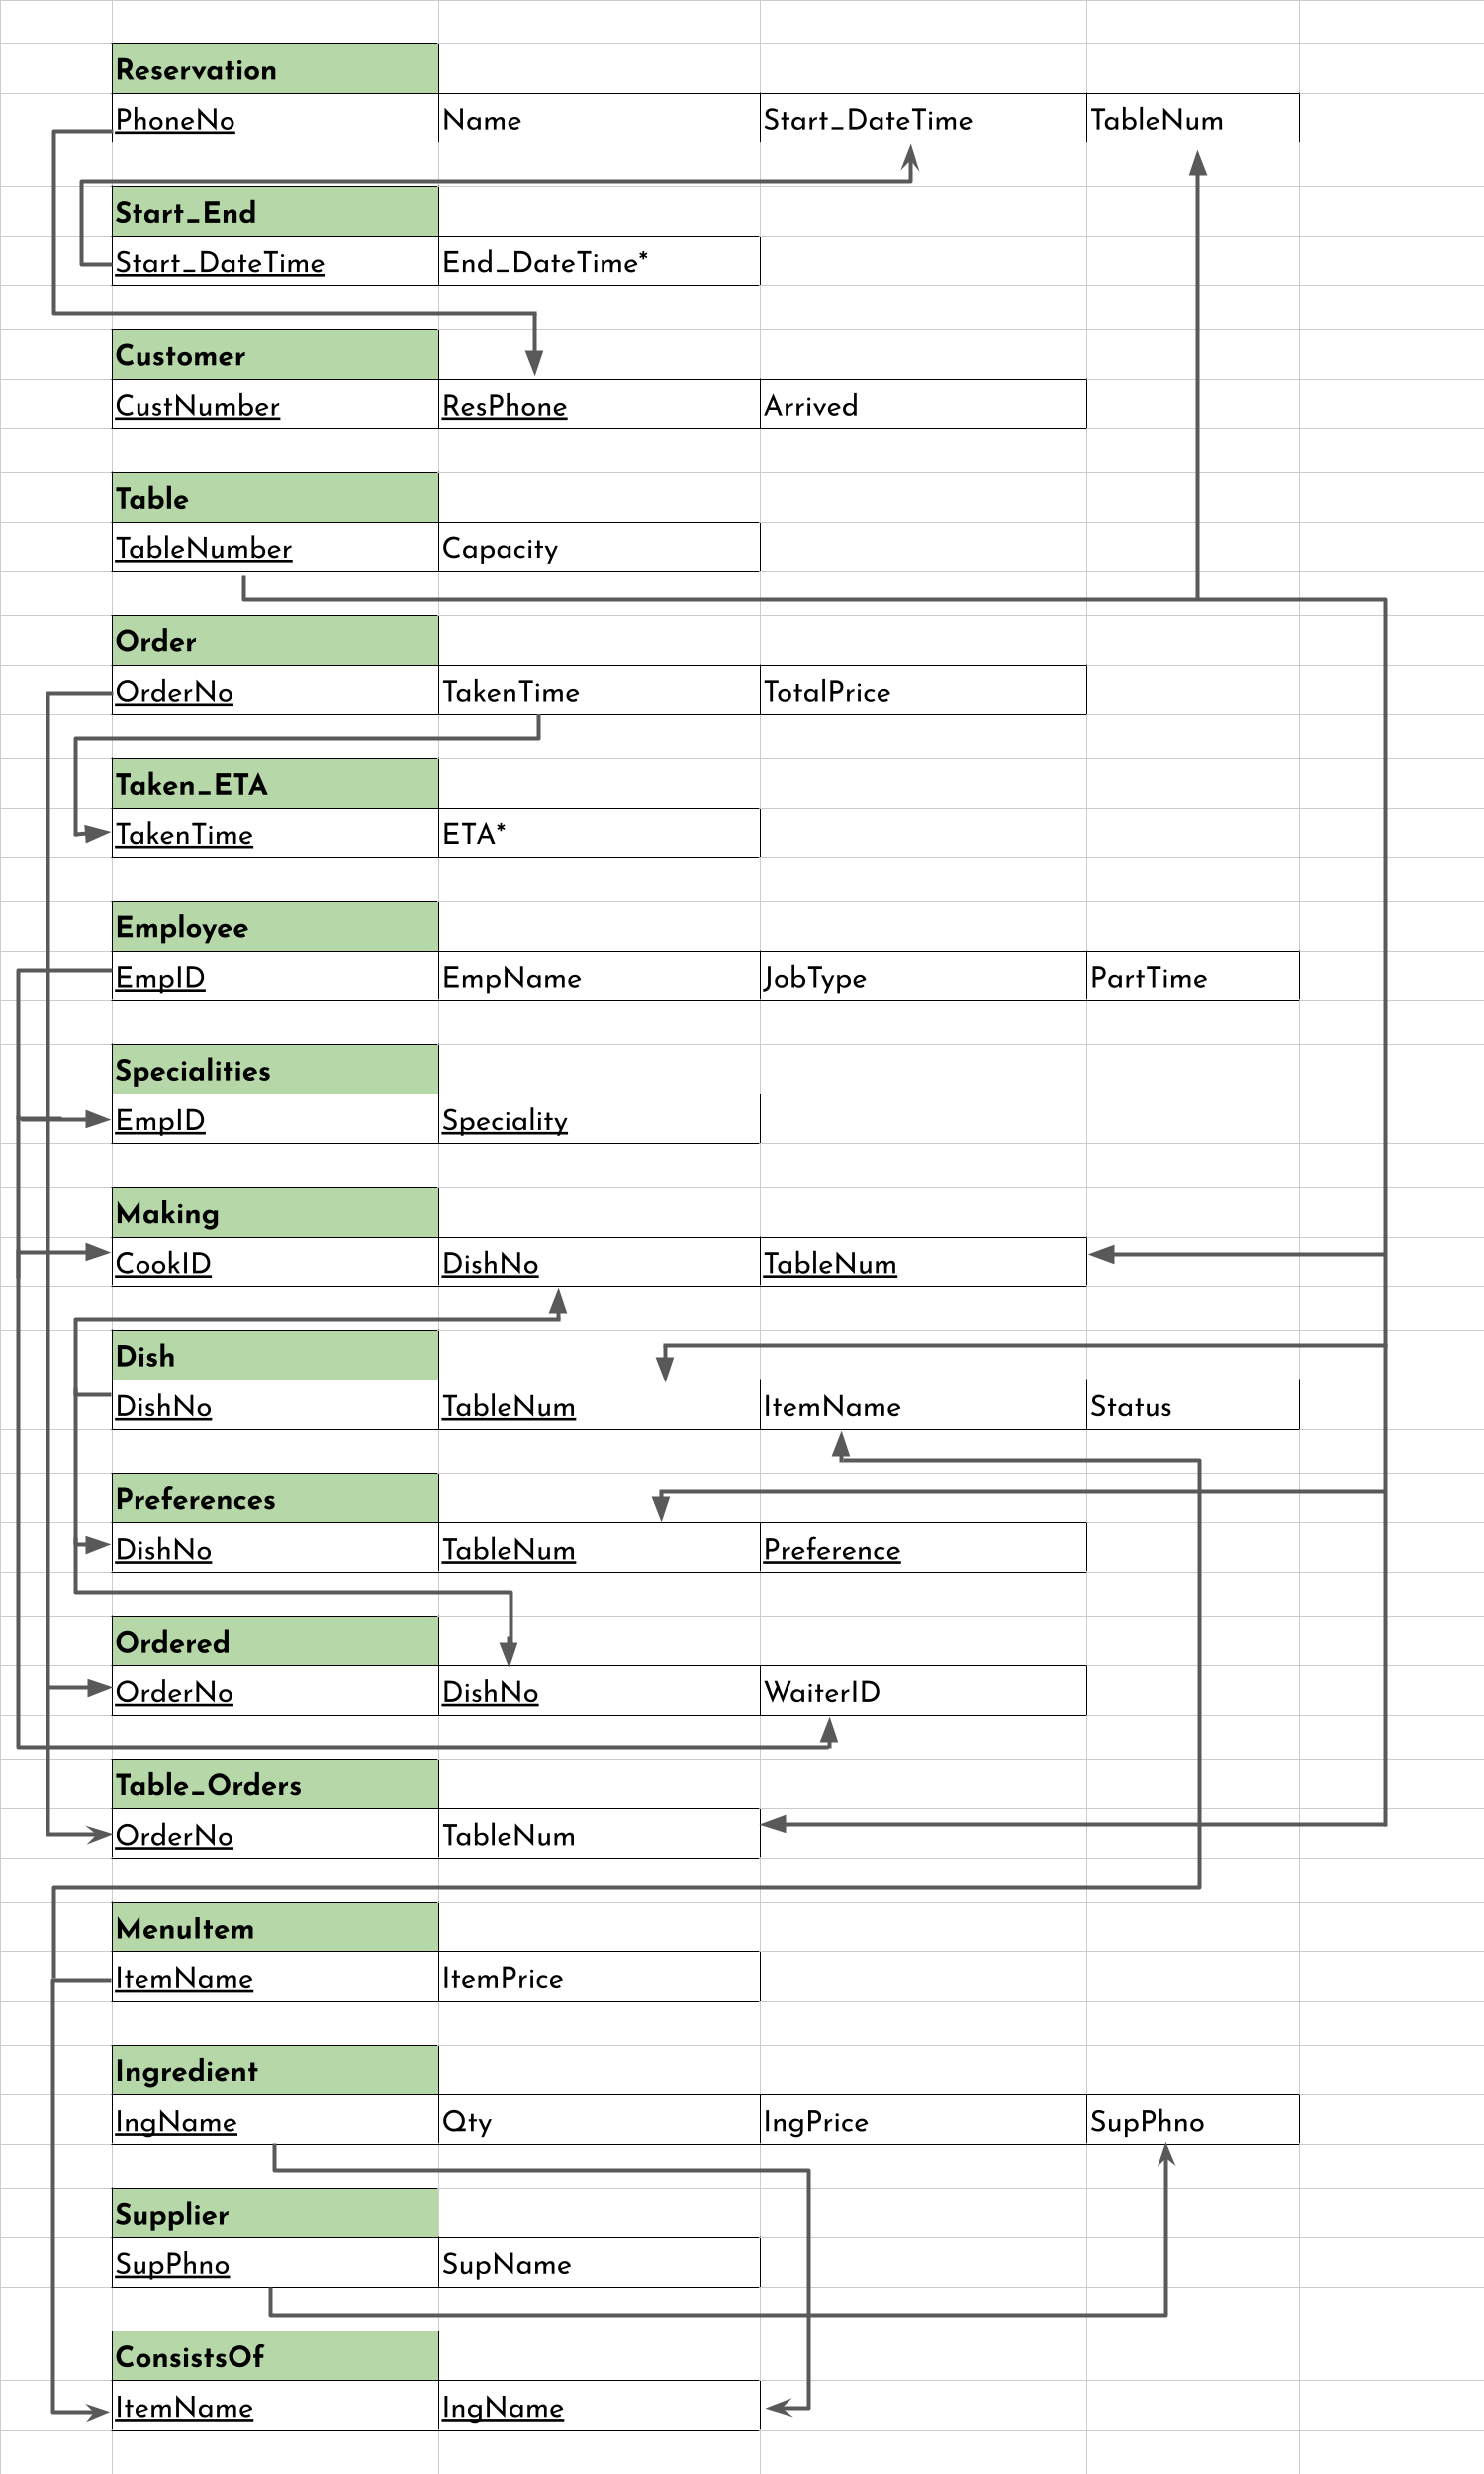 Reservation
PhoneNo Name Start_DateTime TableNum
Start_End
Start_DateTime End_DateTime*
Customer
CustNumber ResPhone Arrived
Table
TableNumber Capacity
Order
OrderNo TakenTime TotalPrice
Taken_ETA
TakenTime ETA*
Employee
EmpID EmpName JobType PartTime
Specialities
EmpID Speciality
Making
CookID DishNo TableNum
Dish
DishNo TableNum ItemName Status
Preferences
DishNo TableNum Preference
Ordered
OrderNo DishNo WaiterID
Table_Orders
OrderNo TableNum
MenuItem
ItemName ItemPrice
Ingredient
IngName Qty IngPrice SupPhno
Supplier
SupPhno SupName
ConsistsOf
ItemName IngName